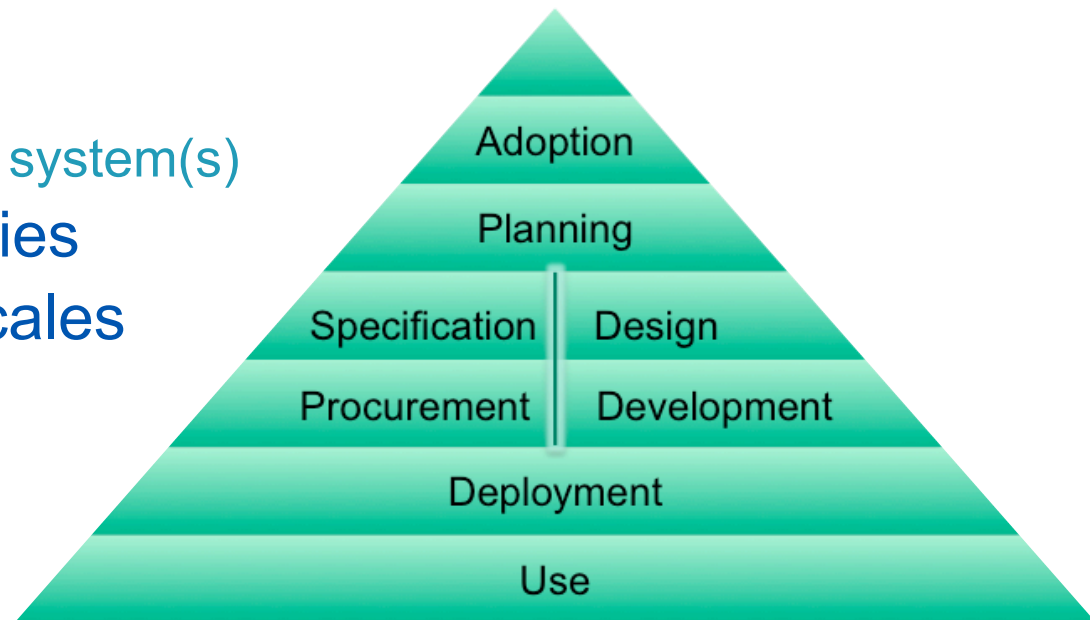 system(s)
ies
cales
Adoption
Planning
Specification Design
Procurement Development
Deployment
Use